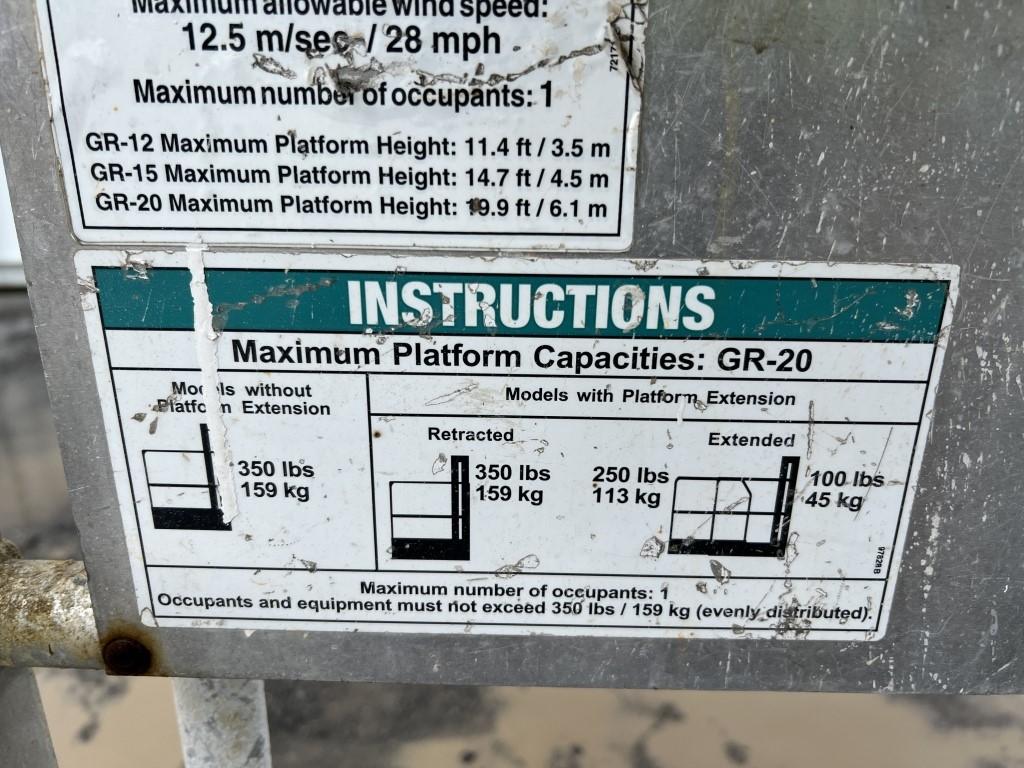 Maximum allowable wind speed:
12.5 m/sec / 28 mph
7217
Maximum number of occupants: 1
GR-12 Maximum Platform Height: 11.4 ft / 3.5 m
GR-15 Maximum Platform Height: 14.7 ft / 4.5 m
GR-20 Maximum Platform Height: 19.9 ft / 6.1 m
INSTRUCTIONS
Maximum Platform Capacities: GR-20
Models without
Platform Extension
350 lbs
159 kg
Models with Platform Extension
Retracted
350 lbs
159 kg
Extended
250 lbs
113 kg
100 lbs
45 kg
97828 B
Maximum number of occupants: 1
Occupants and equipment must not exceed 350 lbs / 159 kg (evenly distributed).